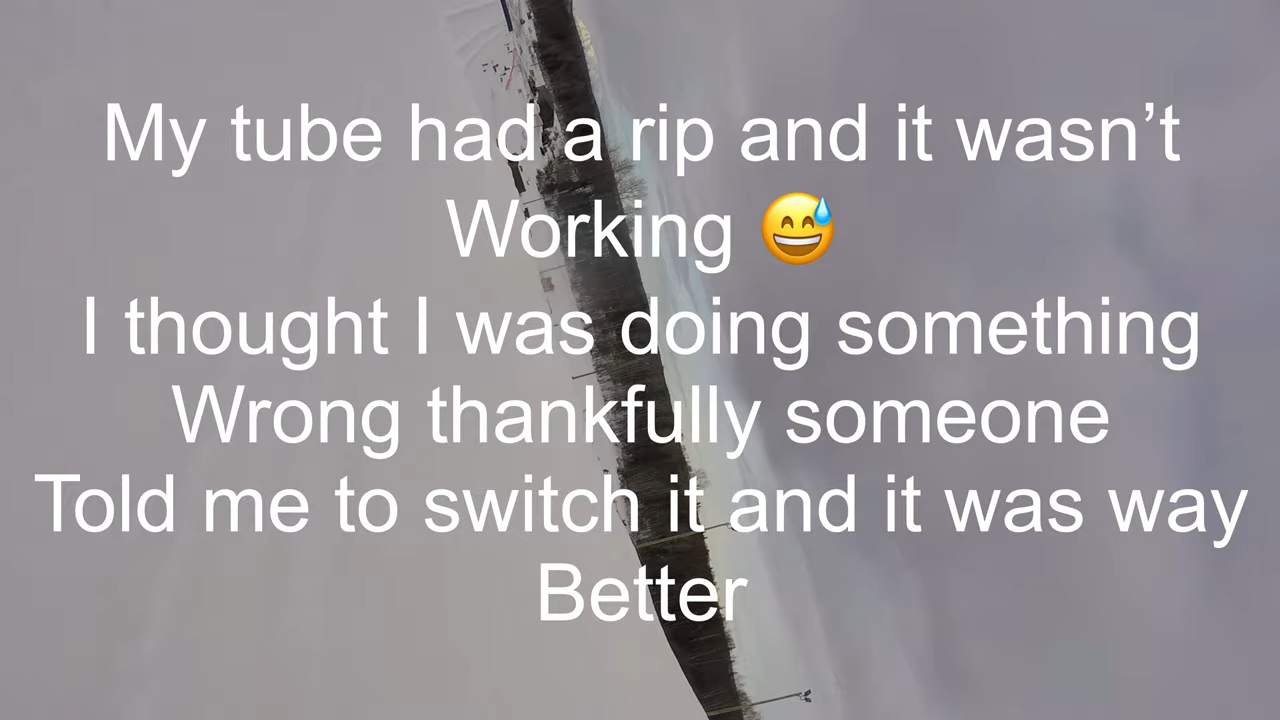 My tube had a rip and it wasn’t
Working 😅
I thought I was doing something
Wrong thankfully someone
Told me to switch it and it was way
Better